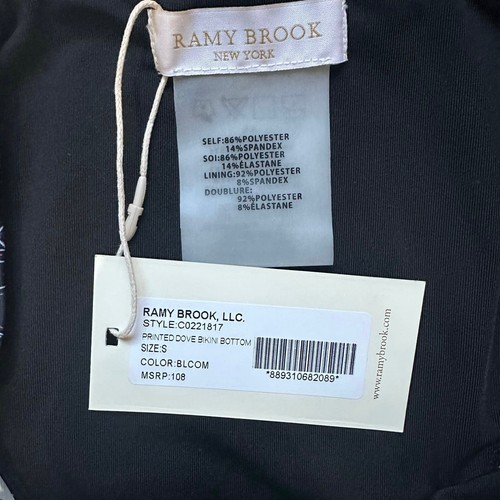 RAMY BROOK
NEW YORK
SELF:86%POLYESTER
14%SPANDEX
SOI:86%POLYESTER
14%ÉLASTANE
LINING:92%POLYESTER
8%SPANDEX
DOUBLURE:
92%POLYESTER
8%ÉLASTANE
RAMY BROOK, LLC.
STYLE:C0221817
PRINTED DOVE BIKINI BOTTOM
SIZE:S
COLOR:BLCOM
MSRP:108
*889310682089*
www.ramybrook.com